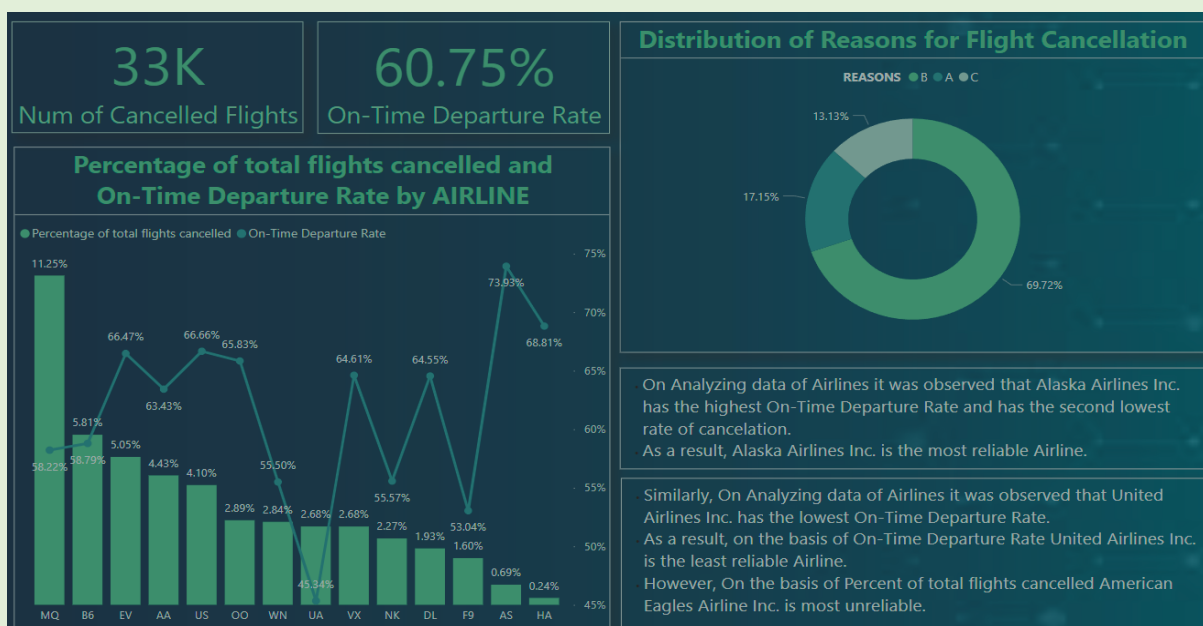 33K
Num of Cancelled Flights
60.75%
On-Time Departure Rate
Percentage of total flights cancelled and
On-Time Departure Rate by AIRLINE
Percentage of total flights cancelled On-Time Departure Rate
11.25%
5.81%
5.05%
4.43%
4.10%
2.89%
2.84%
2.68%
2.68%
2.27%
1.93%
1.60%
0.69%
0.24%
58.22%
58.79%
66.47%
63.43%
66.66%
65.83%
55.50%
45.34%
64.61%
55.57%
64.55%
53.04%
73.93%
68.81%
75%
70%
65%
60%
55%
50%
45%
MQ B6 EV AA US OO WN UA VX NK DL F9 AS HA
Distribution of Reasons for Flight Cancellation
REASONS B A C
13.13%
17.15%
69.72%
On Analyzing data of Airlines it was observed that Alaska Airlines Inc.
has the highest On-Time Departure Rate and has the second lowest
rate of cancelation.
As a result, Alaska Airlines Inc. is the most reliable Airline.
Similarly, On Analyzing data of Airlines it was observed that United
Airlines Inc. has the lowest On-Time Departure Rate.
As a result, on the basis of On-Time Departure Rate United Airlines Inc.
is the least reliable Airline.
However, On the basis of Percent of total flights cancelled American
Eagles Airline Inc. is most unreliable.